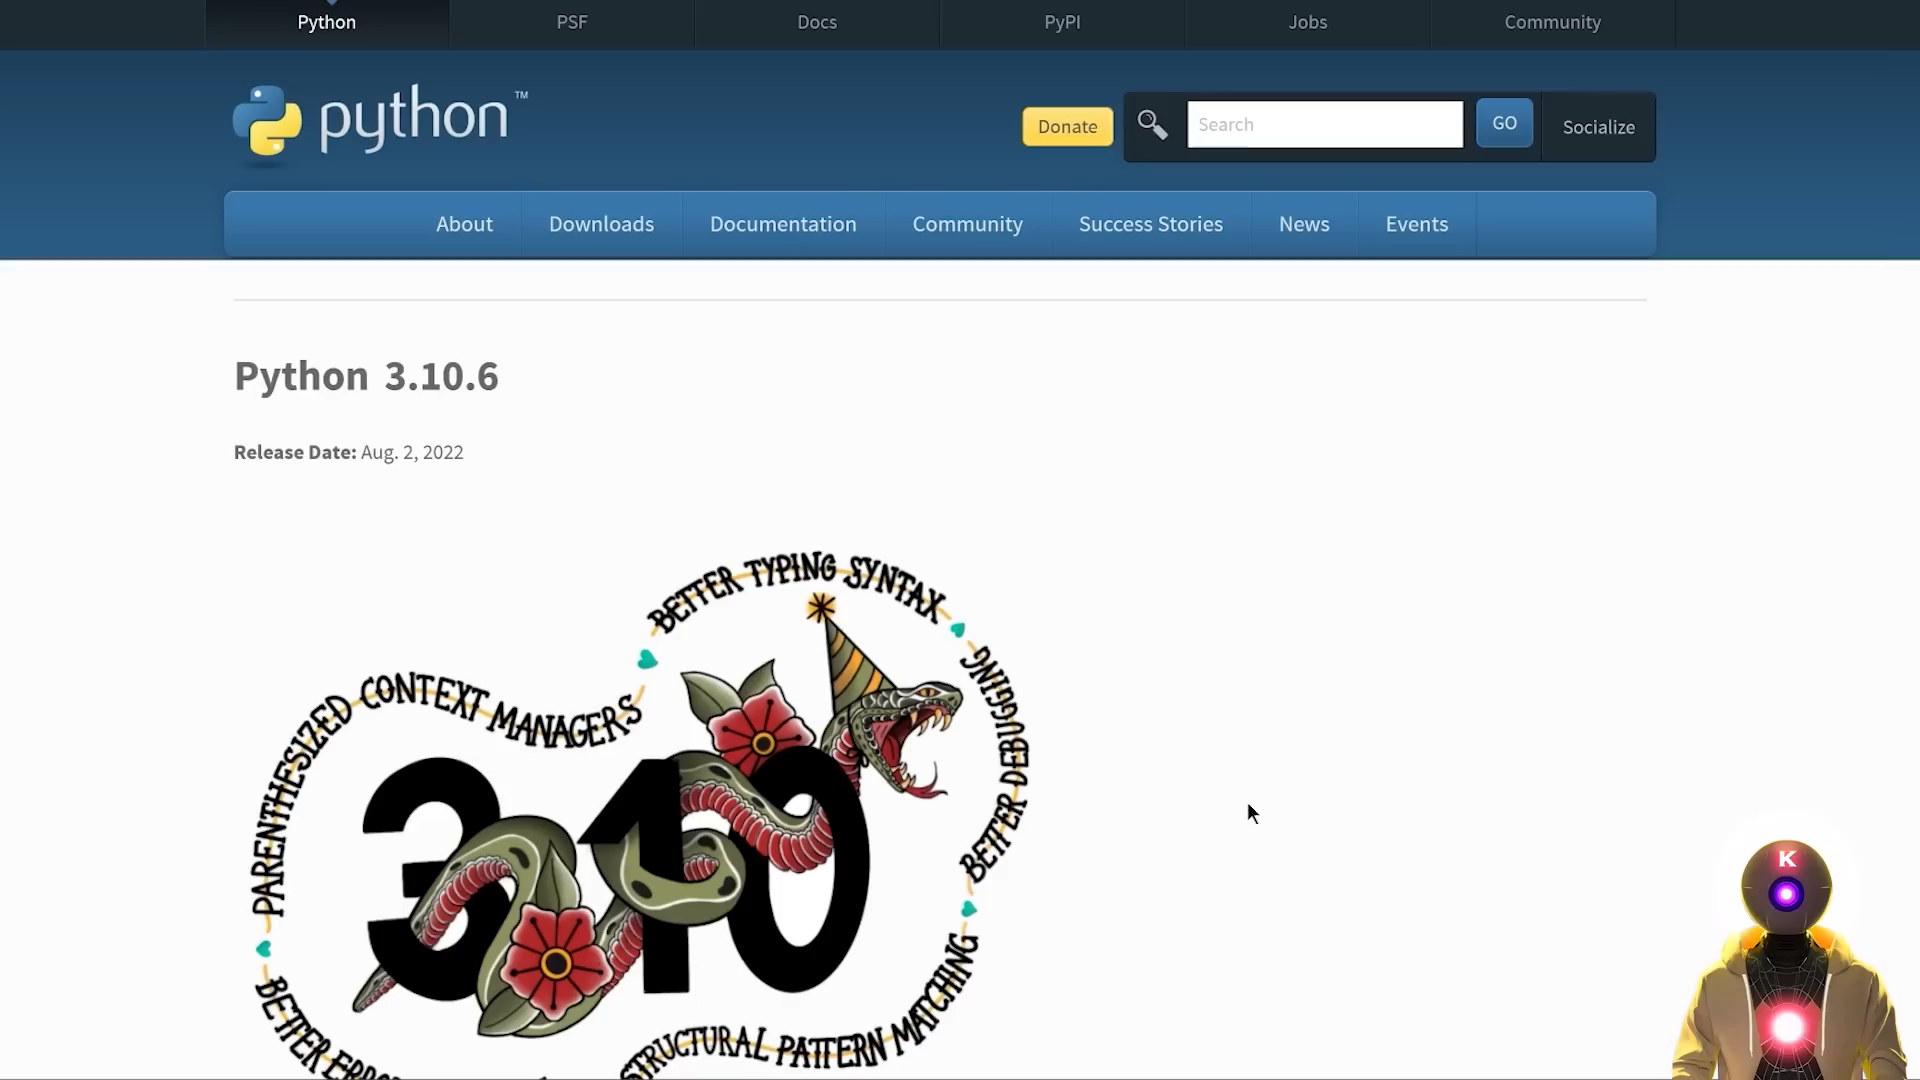 Python
PSF
Docs
PyPI
Jobs
Community
python™
Donate
Search
GO
Socialize
About
Downloads
Documentation
Community
Success Stories
News
Events
Python 3.10.6
Release Date: Aug. 2, 2022
PARENTHESIZED CONTEXT MANAGERS
BETTER TYPING SYNTAX
BETTER DEBUGGING
STRUCTURAL PATTERN MATCHING
BETTER
3.10
K